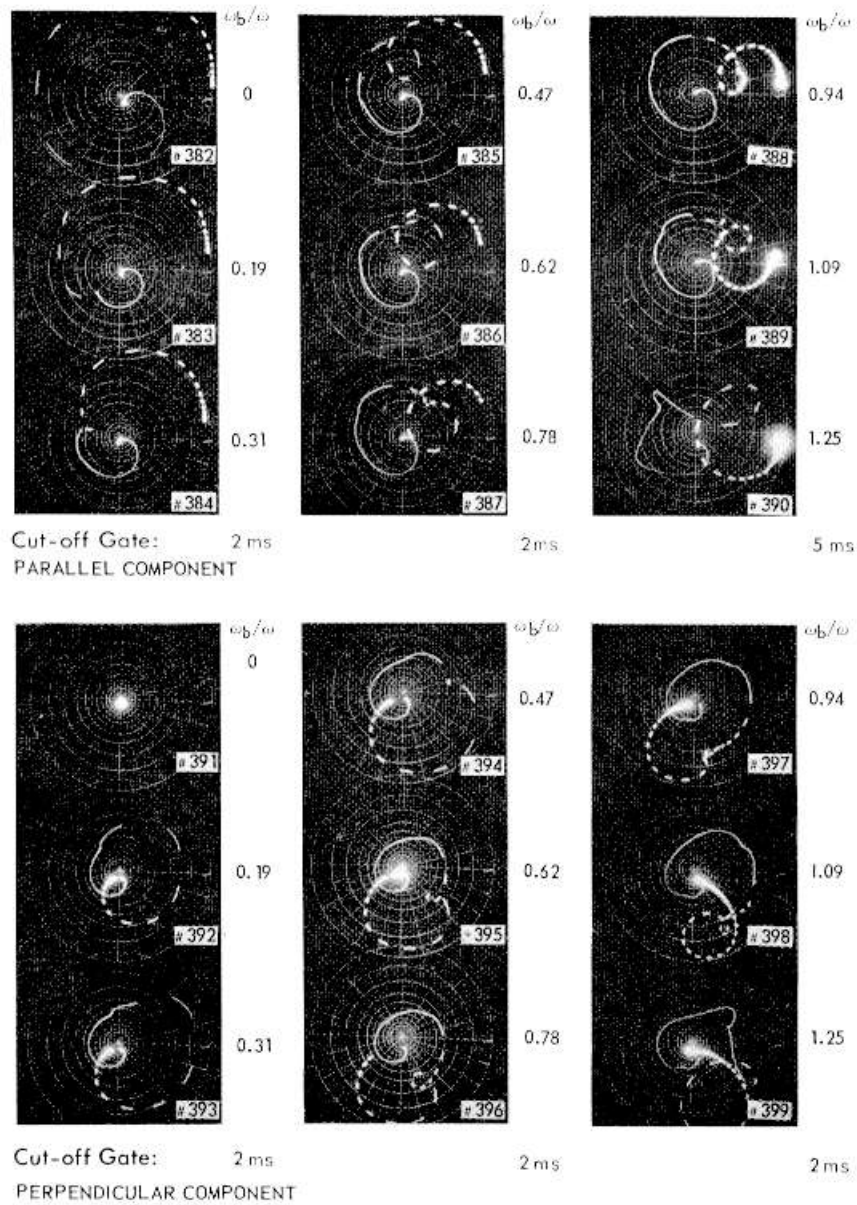 ωb/ω ωb/ω ωb/ω
0 0.47 0.94
# 382 # 385 # 388
0.19 0.62 1.09
# 383 # 386 # 389
0.31 0.78 1.25
# 384 # 387 # 390
Cut-off Gate: 2 ms 2ms 5 ms
PARALLEL COMPONENT
ωb/ω ωb/ω ωb/ω
0 0.47 0.94
# 391 # 394 # 397
0.19 0.62 1.09
# 392 # 395 # 398
0.31 0.78 1.25
# 393 # 396 # 399
Cut-off Gate: 2 ms 2 ms 2 ms
PERPENDICULAR COMPONENT